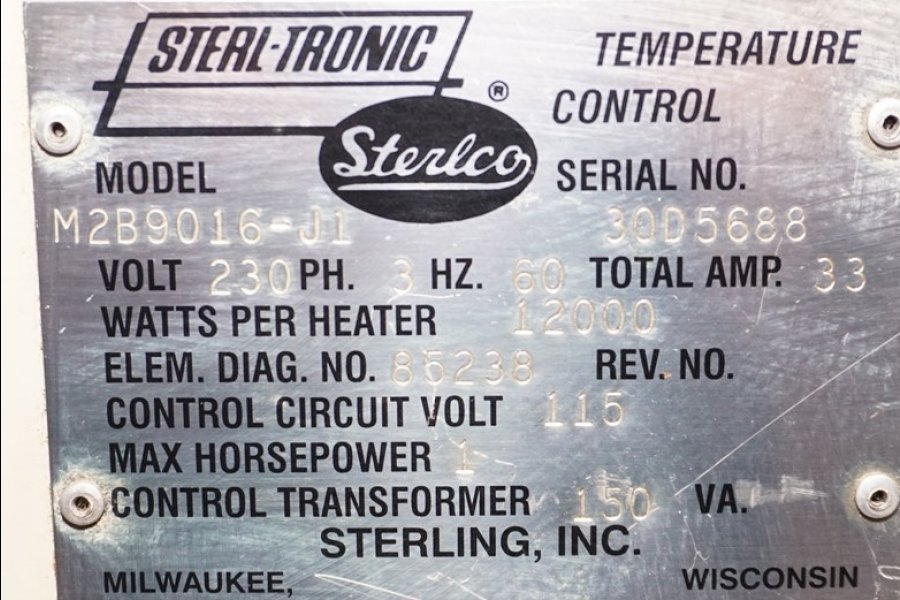 STERL-TRONIC
TEMPERATURE
CONTROL
Sterlco ®
MODEL SERIAL NO.
M2B9016-J1 30D5688
VOLT 230 PH. 3 HZ. 60 TOTAL AMP. 33
WATTS PER HEATER 12000
ELEM. DIAG. NO. 85238 REV. NO.
CONTROL CIRCUIT VOLT 115
MAX HORSEPOWER 1
CONTROL TRANSFORMER 150 VA.
STERLING, INC.
MILWAUKEE, WISCONSIN